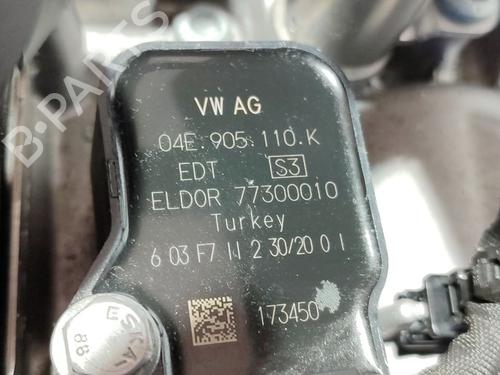 B-PARTS
VW AG
04E.905.110.K
EDT S3
ELDOR 77300010
Turkey
6 03 F7 11 2 30/20 0 1
173450
88